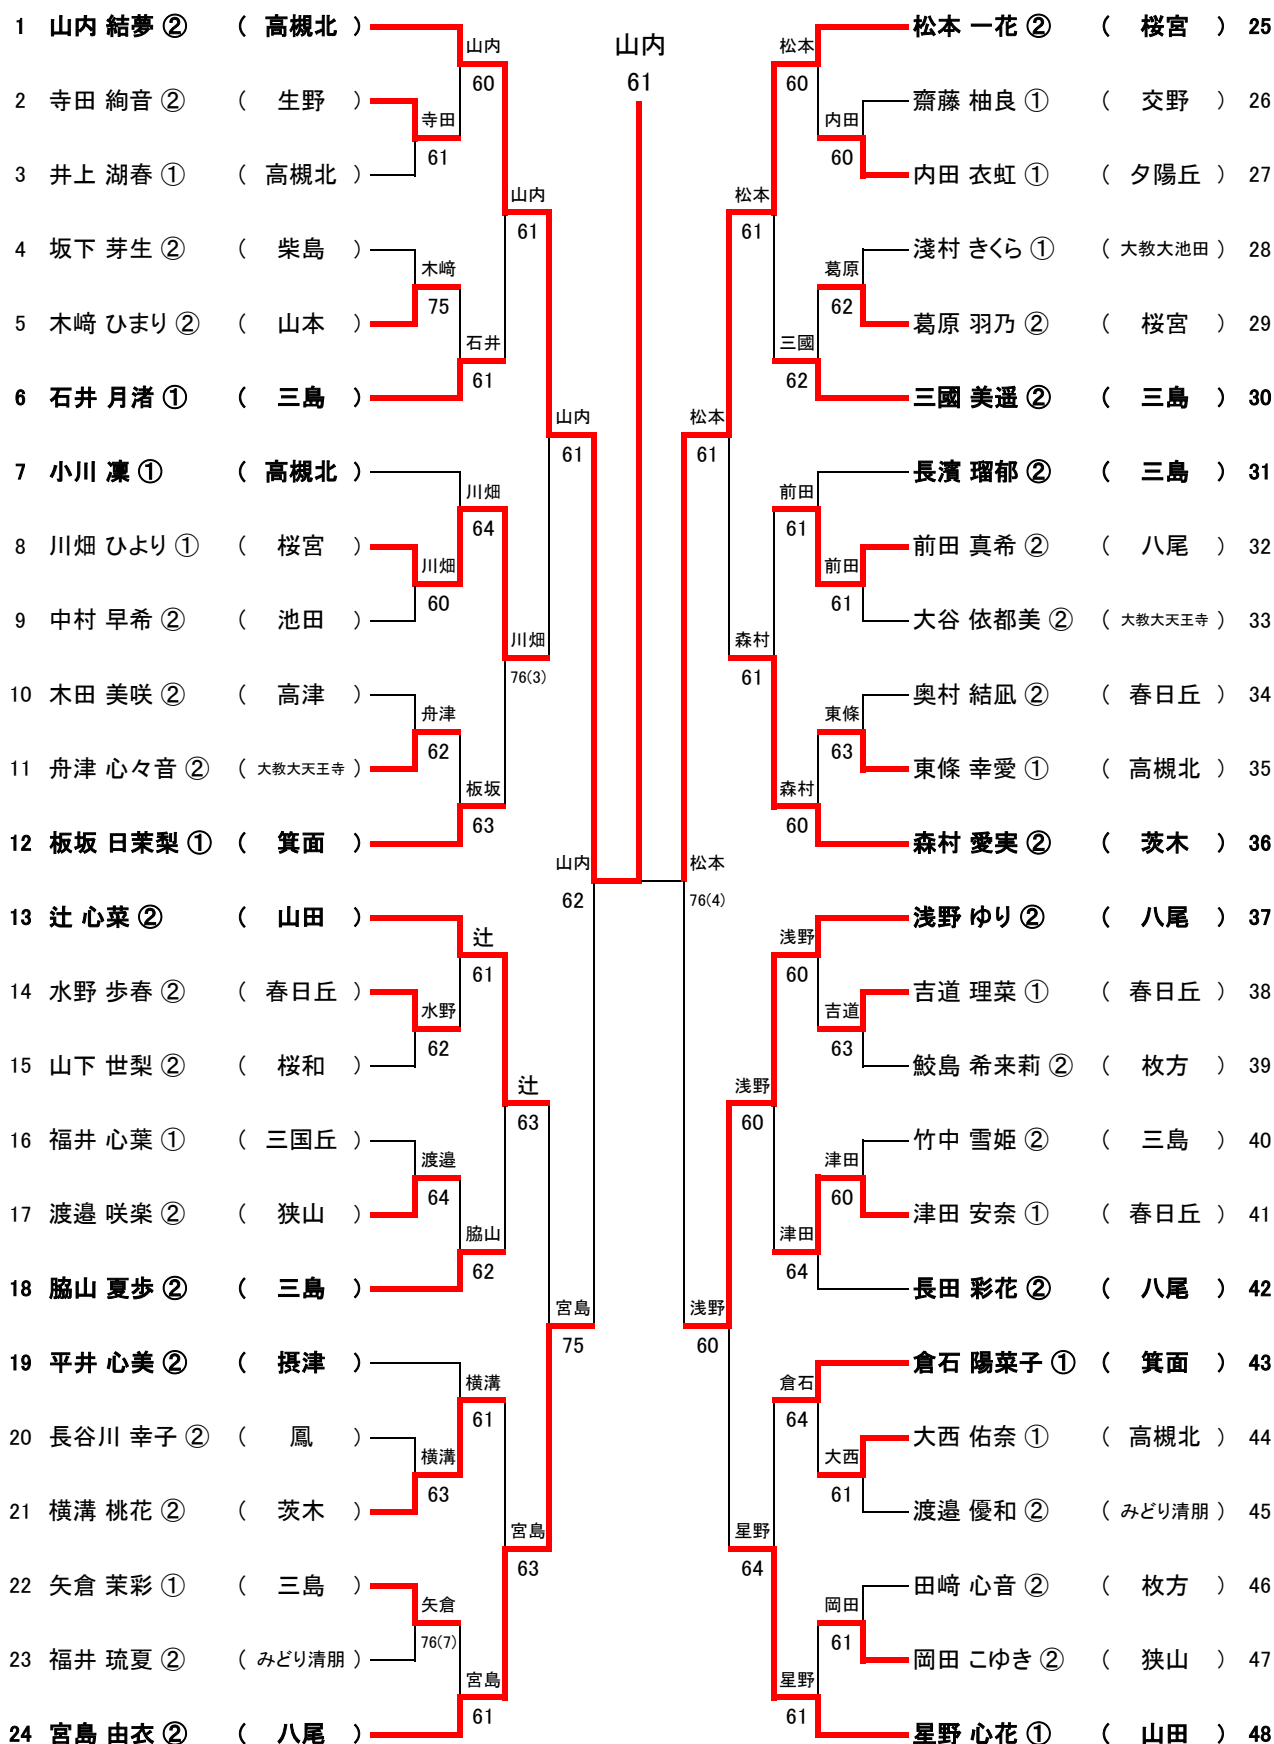 山内
61
1 山内 結夢 ② ( 高槻北 )
2 寺田 絢音 ② ( 生野 )
3 井上 湖春 ① ( 高槻北 )
4 坂下 芽生 ② ( 柴島 )
5 木﨑 ひまり ② ( 山本 )
6 石井 月渚 ① ( 三島 )
7 小川 凜 ① ( 高槻北 )
8 川畑 ひより ① ( 桜宮 )
9 中村 早希 ② ( 池田 )
10 木田 美咲 ② ( 高津 )
11 舟津 心々音 ② ( 大教大天王寺 )
12 板坂 日茉梨 ① ( 箕面 )
13 辻 心菜 ② ( 山田 )
14 水野 歩春 ② ( 春日丘 )
15 山下 世梨 ② ( 桜和 )
16 福井 心葉 ① ( 三国丘 )
17 渡邉 咲楽 ② ( 狭山 )
18 脇山 夏歩 ② ( 三島 )
19 平井 心美 ② ( 摂津 )
20 長谷川 幸子 ② ( 鳳 )
21 横溝 桃花 ② ( 茨木 )
22 矢倉 茉彩 ① ( 三島 )
23 福井 琉夏 ② ( みどり清朋 )
24 宮島 由衣 ② ( 八尾 )
寺田
61
木﨑
75
川畑
60
舟津
62
水野
62
渡邉
64
横溝
63
矢倉
76(7)
山内
60
石井
61
川畑
64
板坂
63
辻
61
脇山
62
横溝
61
宮島
61
山内
61
川畑
76(3)
辻
63
宮島
63
山内
61
宮島
75
山内
62
松本
76(4)
松本
61
浅野
60
松本
61
森村
61
浅野
60
星野
64
松本
60
三國
62
前田
61
森村
60
浅野
60
津田
64
倉石
64
星野
61
内田
60
葛原
62
前田
61
東條
63
吉道
63
津田
60
大西
61
岡田
61
松本 一花 ② ( 桜宮 ) 25
齋藤 柚良 ① ( 交野 ) 26
内田 衣虹 ① ( 夕陽丘 ) 27
淺村 きくら ① ( 大教大池田 ) 28
葛原 羽乃 ② ( 桜宮 ) 29
三國 美遥 ② ( 三島 ) 30
長濱 瑠郁 ② ( 三島 ) 31
前田 真希 ② ( 八尾 ) 32
大谷 依都美 ② ( 大教大天王寺 ) 33
奥村 結凪 ② ( 春日丘 ) 34
東條 幸愛 ① ( 高槻北 ) 35
森村 愛実 ② ( 茨木 ) 36
浅野 ゆり ② ( 八尾 ) 37
吉道 理菜 ① ( 春日丘 ) 38
鮫島 希来莉 ② ( 枚方 ) 39
竹中 雪姫 ② ( 三島 ) 40
津田 安奈 ① ( 春日丘 ) 41
長田 彩花 ② ( 八尾 ) 42
倉石 陽菜子 ① ( 箕面 ) 43
大西 佑奈 ① ( 高槻北 ) 44
渡邉 優和 ② ( みどり清朋 ) 45
田﨑 心音 ② ( 枚方 ) 46
岡田 こゆき ② ( 狭山 ) 47
星野 心花 ① ( 山田 ) 48